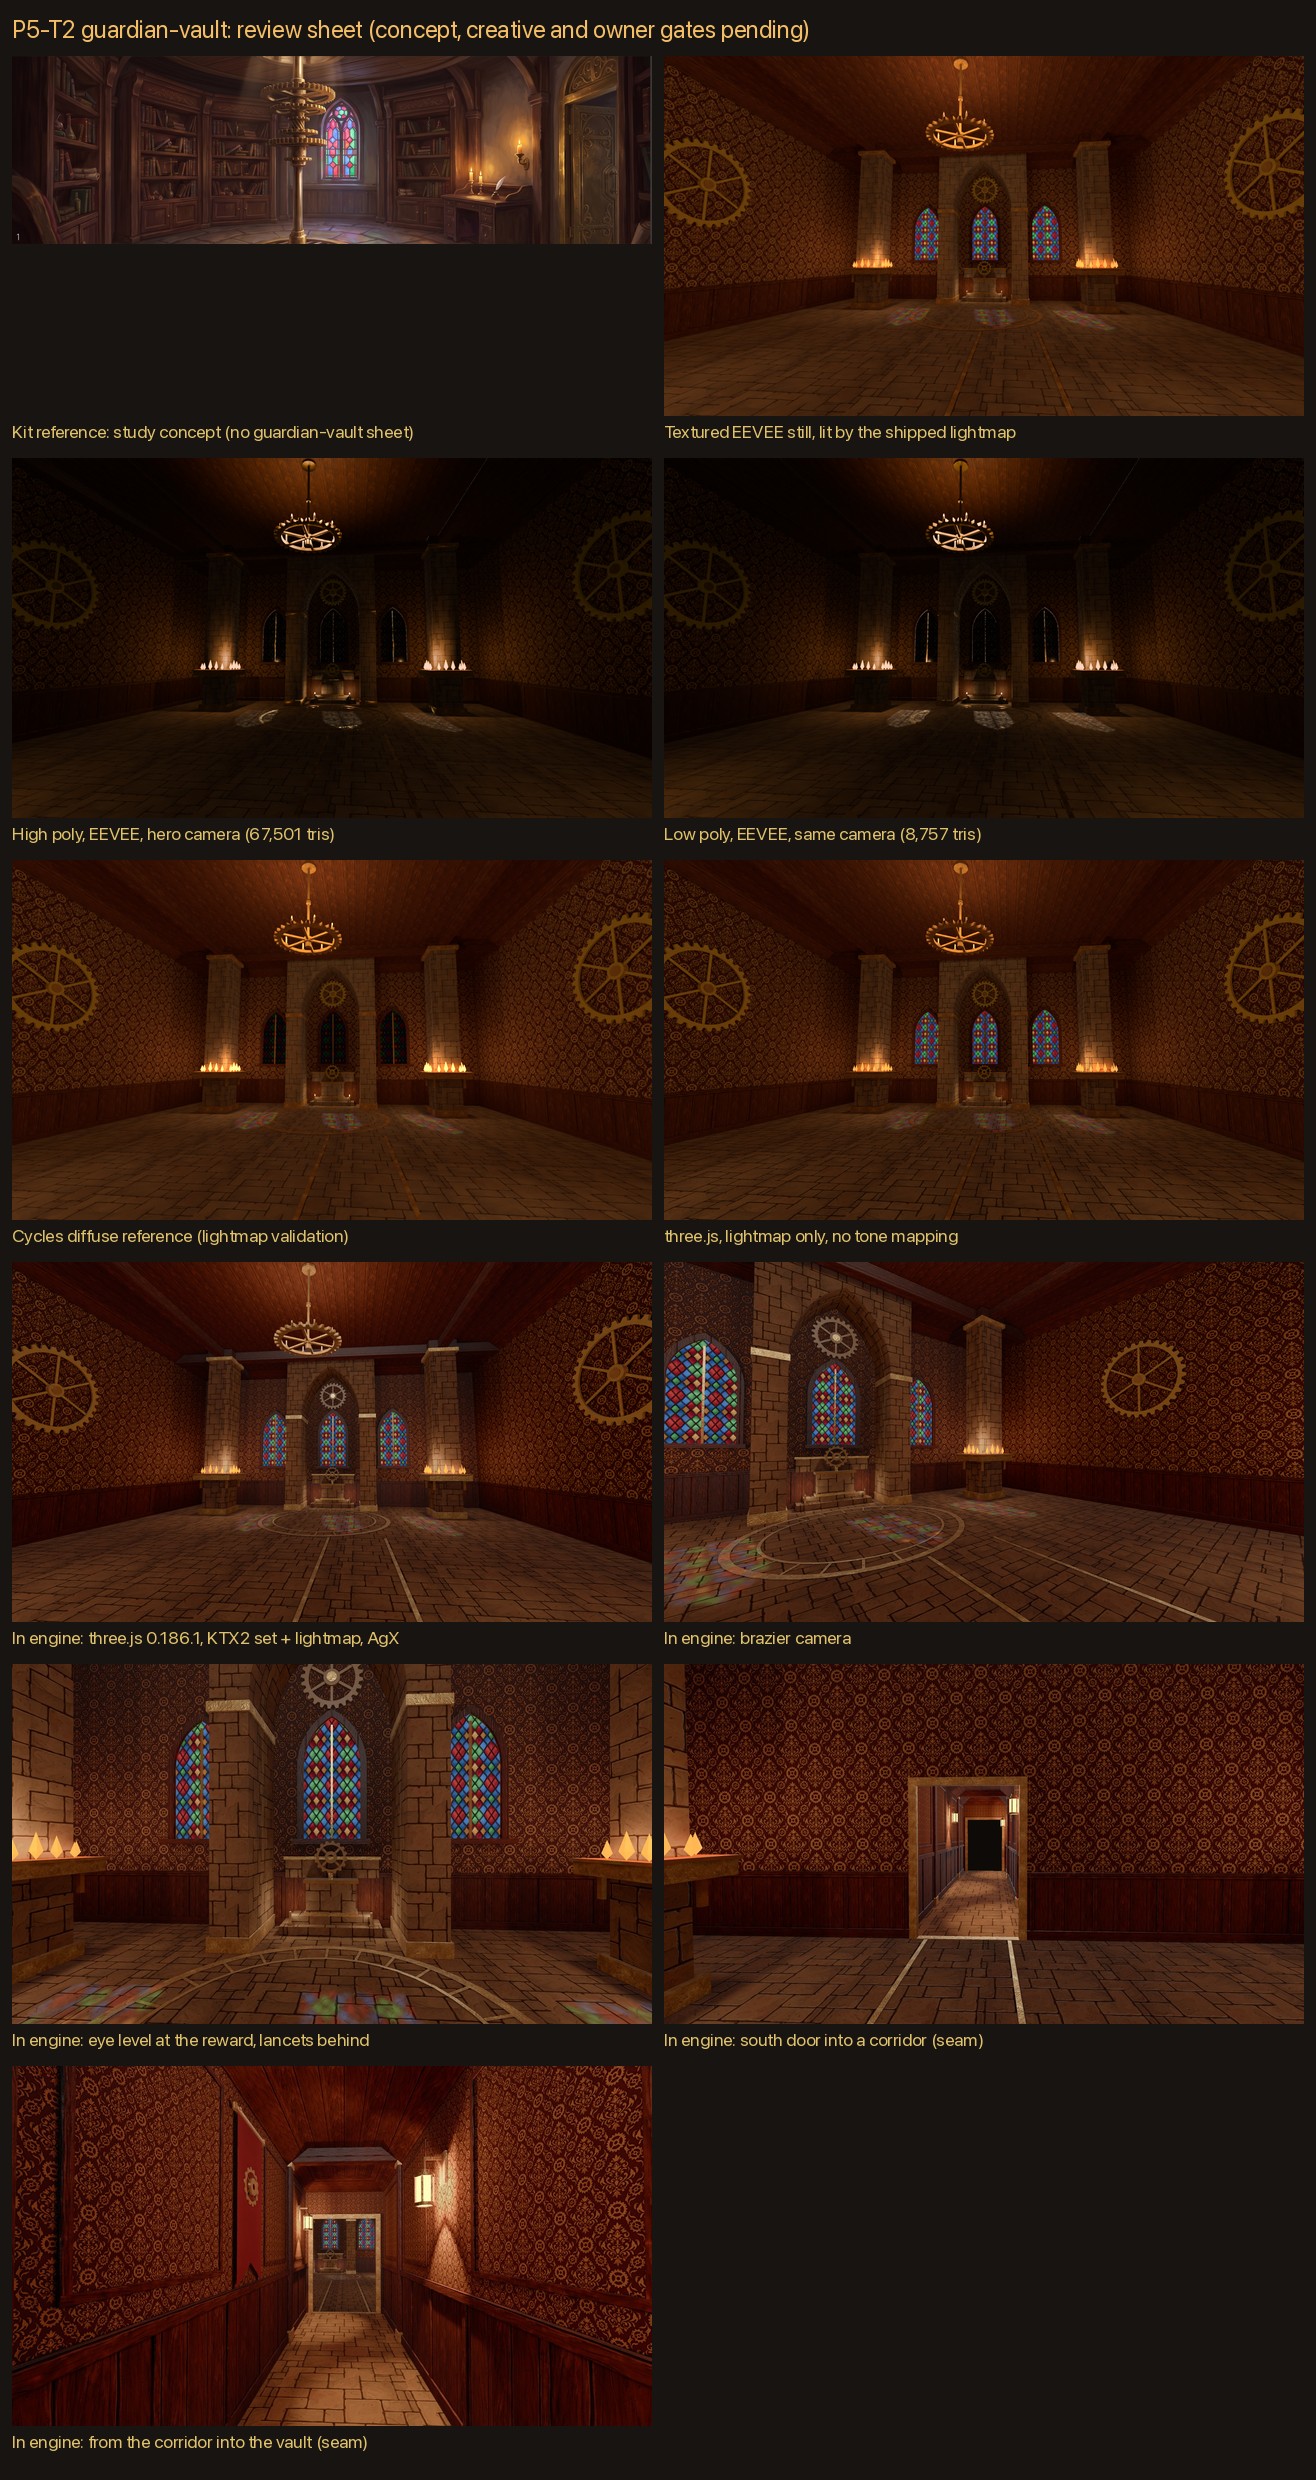 P5-T2 guardian-vault: review sheet (concept, creative and owner gates pending)
1
Kit reference: study concept (no guardian-vault sheet)
Textured EEVEE still, lit by the shipped lightmap
High poly, EEVEE, hero camera (67,501 tris)
Low poly, EEVEE, same camera (8,757 tris)
Cycles diffuse reference (lightmap validation)
three.js, lightmap only, no tone mapping
In engine: three.js 0.186.1, KTX2 set + lightmap, AgX
In engine: brazier camera
In engine: eye level at the reward, lancets behind
In engine: south door into a corridor (seam)
In engine: from the corridor into the vault (seam)